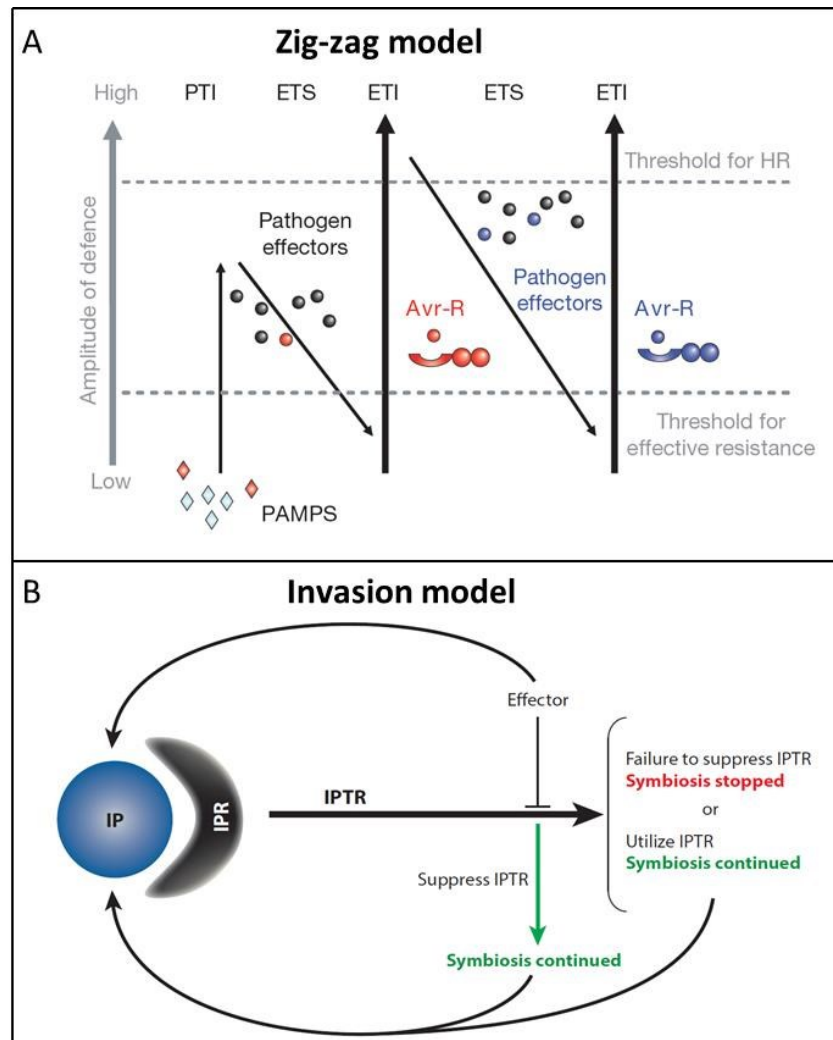 A
Zig-zag model
High
PTI
ETS
ETI
ETS
ETI
Threshold for HR
Amplitude of defence
Pathogen
effectors
Pathogen
effectors
Avr-R
Avr-R
Threshold for
effective resistance
Low
PAMPS
B
Invasion model
Effector
IP
IPR
IPTR
Failure to suppress IPTR
Symbiosis stopped
or
Utilize IPTR
Symbiosis continued
Suppress IPTR
Symbiosis continued